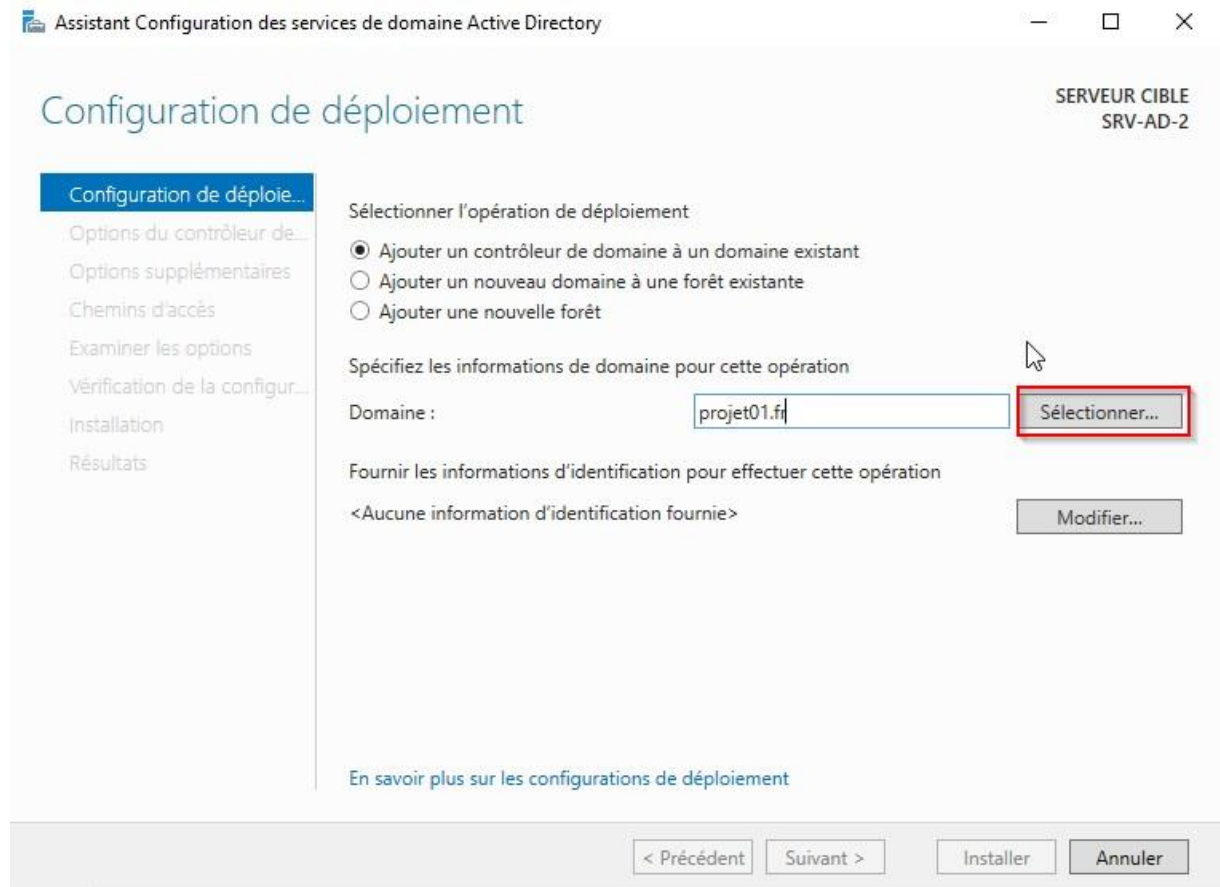 Assistant Configuration des services de domaine Active Directory
Configuration de déploiement
SERVEUR CIBLE
SRV-AD-2
Configuration de déploie...
Options du contrôleur de...
Options supplémentaires
Chemins d'accès
Examiner les options
Vérification de la configur...
Installation
Résultats
Sélectionner l'opération de déploiement
Ajouter un contrôleur de domaine à un domaine existant
Ajouter un nouveau domaine à une forêt existante
Ajouter une nouvelle forêt
Spécifiez les informations de domaine pour cette opération
Domaine : projet01.fr Sélectionner...
Fournir les informations d'identification pour effectuer cette opération
<Aucune information d'identification fournie> Modifier...
En savoir plus sur les configurations de déploiement
< Précédent Suivant > Installer Annuler